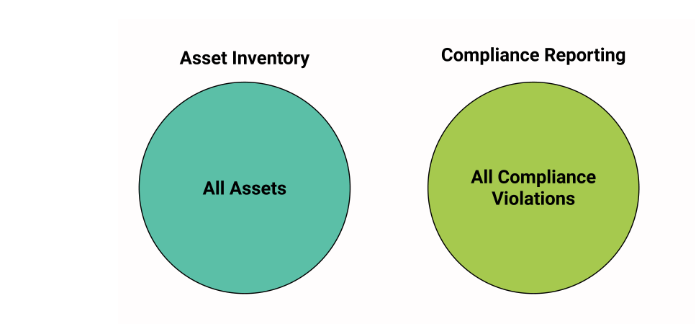 Asset Inventory
Compliance Reporting
All Assets
All Compliance
Violations